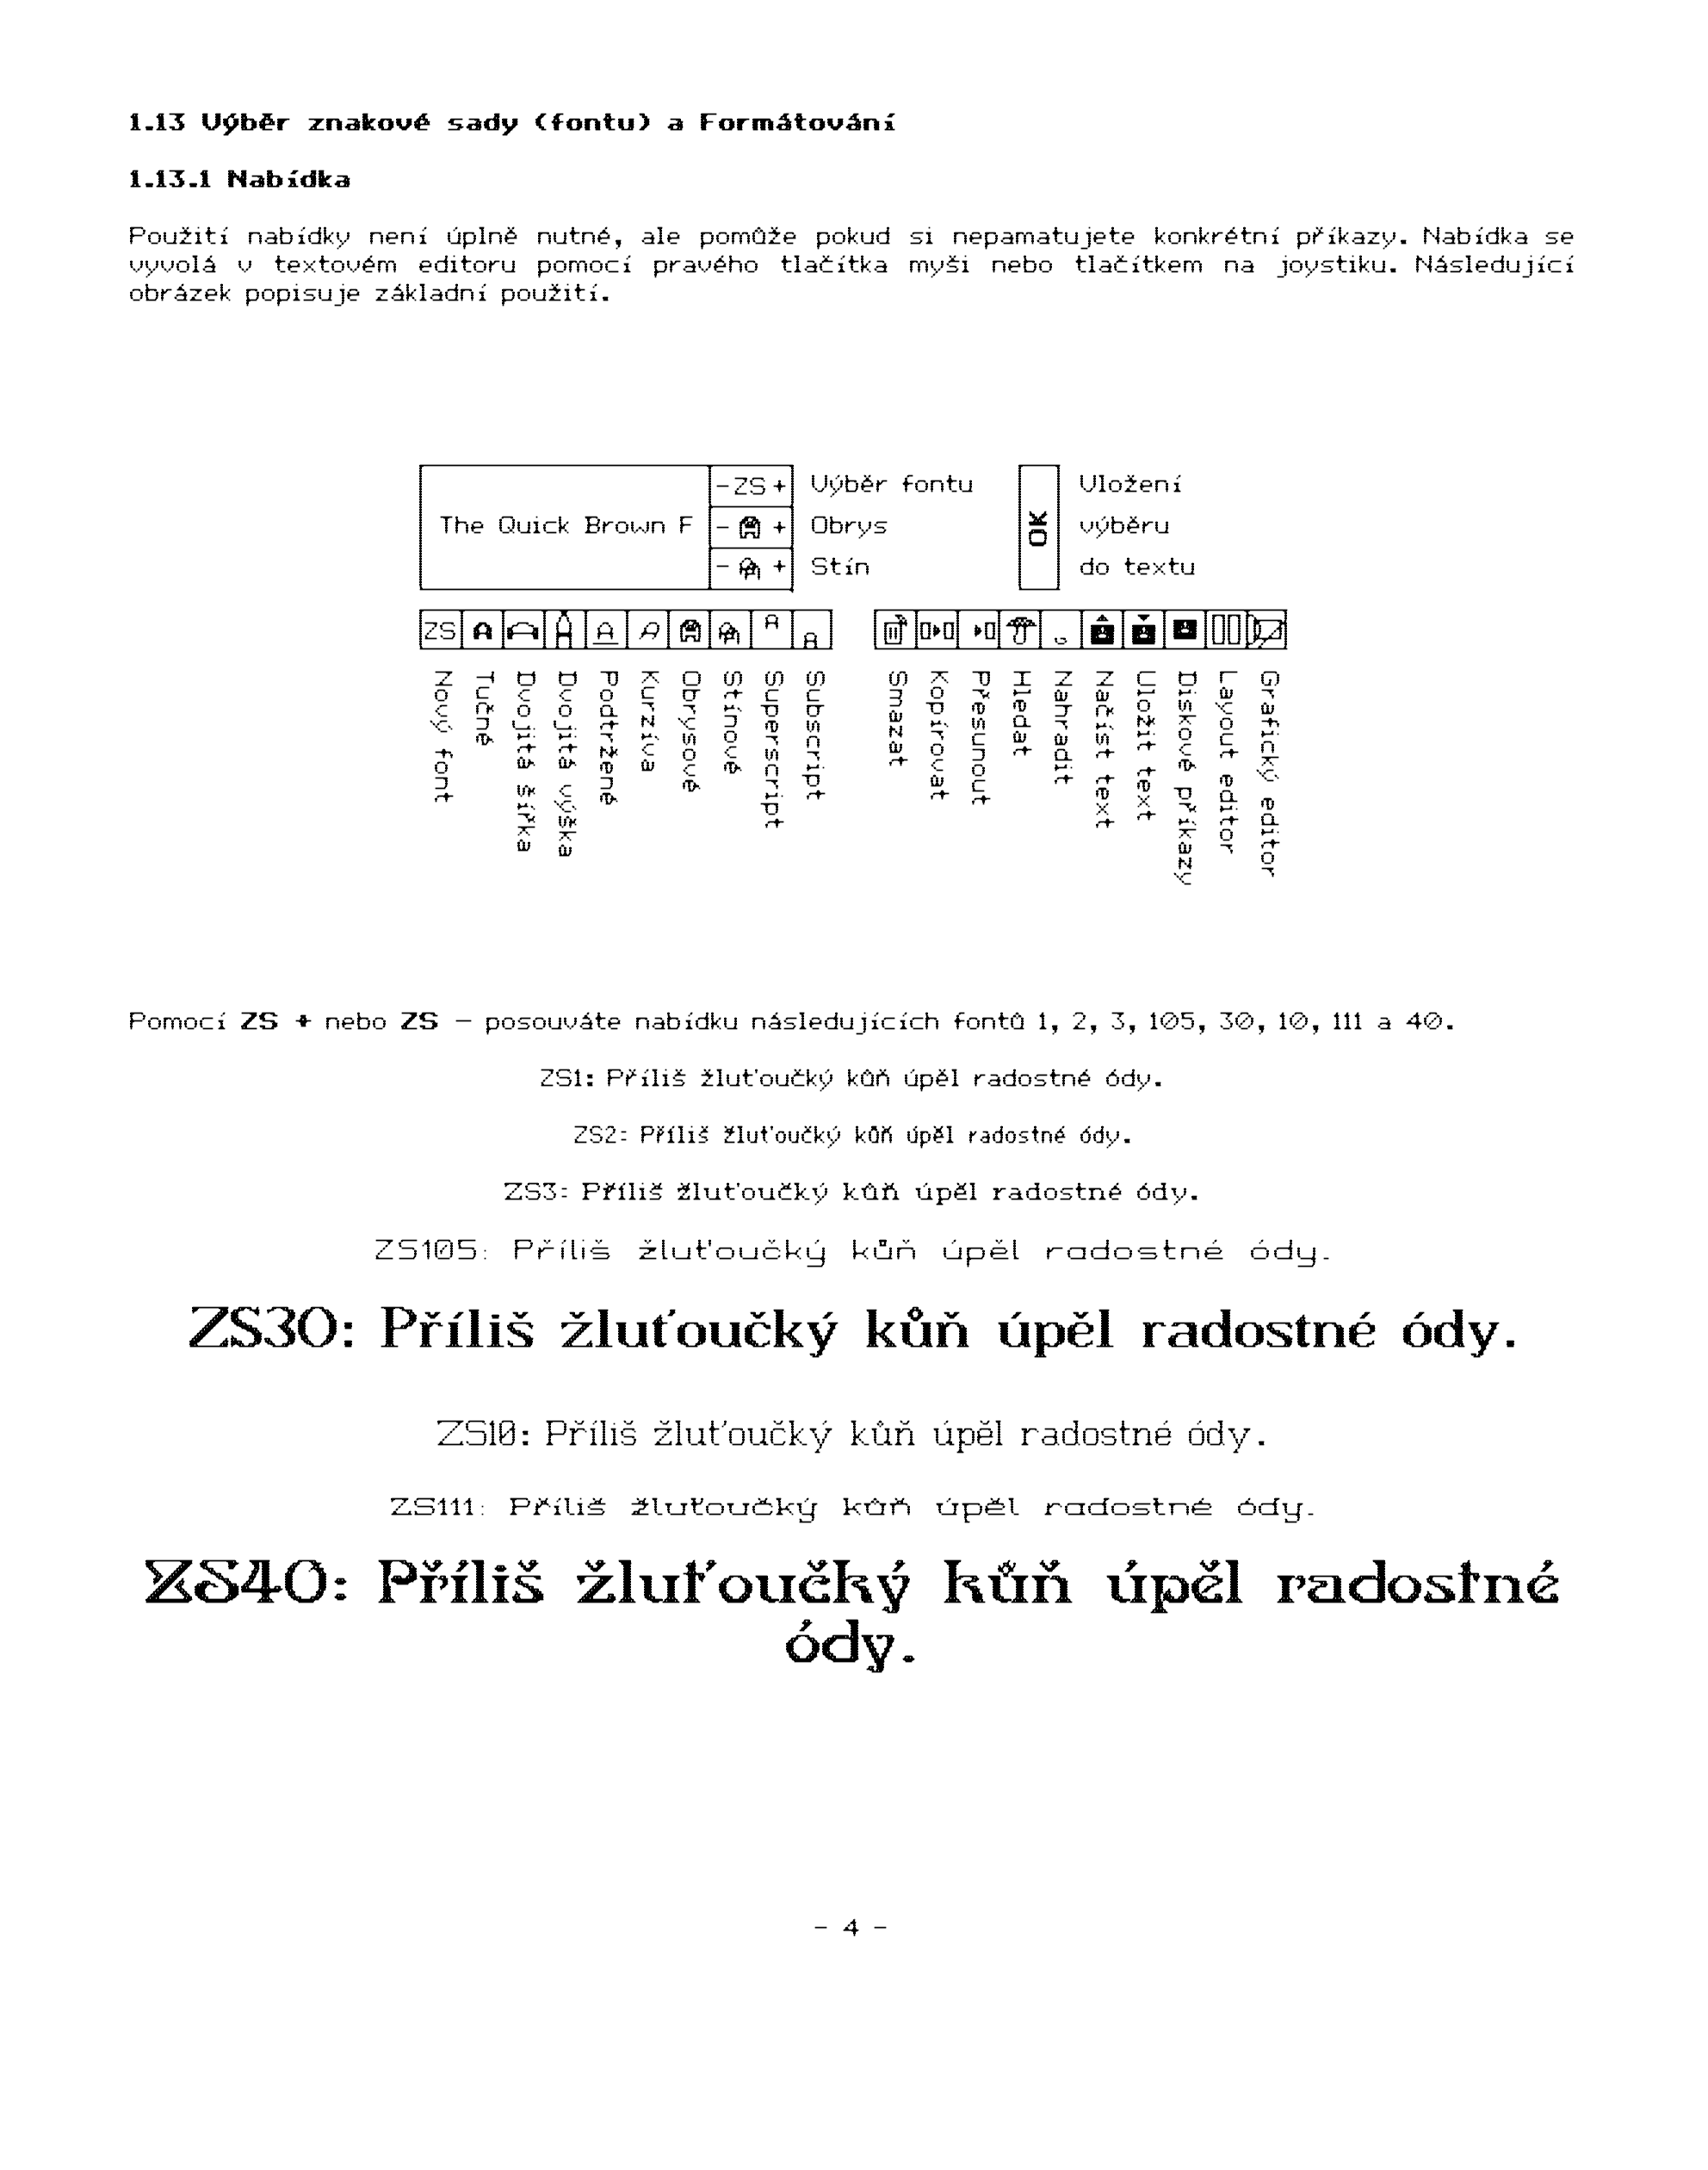 1.13 Výběr znakové sady (fontu) a Formátování
1.13.1 Nabídka
Použití nabídky není úplně nutné, ale pomůže pokud si nepamatujete konkrétní příkazy. Nabídka se
vyvolá v textovém editoru pomocí pravého tlačítka myši nebo tlačítkem na joystiku. Následující
obrázek popisuje základní použití.
-ZS+ Výběr fontu
The Quick Brown F
- A + Obrys
- A + Stín
OK
Uložení
výběru
do textu
ZS A A A A A A A A A
Nový font
Tučné
Dvojitá šířka
Dvojitá výška
Podtržené
Kurzíva
Obrysové
Stínové
Superscript
Subscript
Smazat
Kopírovat
Přesunout
Hledat
Nahradit
Načíst text
Uložit text
Diskové příkazy
Layout editor
Grafický editor
Pomocí ZS + nebo ZS – posouváte nabídku následujících fontů 1, 2, 3, 105, 30, 10, 111 a 40.
ZS1: Příliš žluťoučký kůň úpěl radostné ódy.
ZS2: Příliš žluťoučký kůň úpěl radostné ódy.
ZS3: Příliš žluťoučký kůň úpěl radostné ódy.
ZS105: Příliš žluťoučký kůň úpěl radostné ódy.
ZS30: Příliš žluťoučký kůň úpěl radostné ódy.
ZS10: Příliš žluťoučký kůň úpěl radostné ódy.
ZS111: Příliš žluťoučký kůň úpěl radostné ódy.
ZS40: Příliš žluťoučký kůň úpěl radostné
ódy.
- 4 -